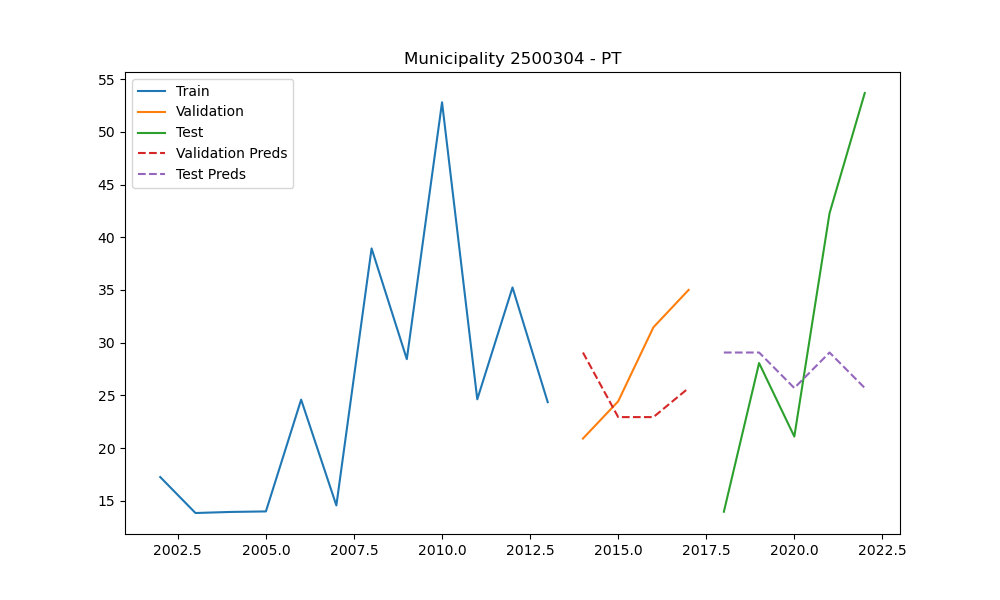 Municipality 2500304 - PT
55
50
45
40
35
30
25
20
15
Train
Validation
Test
Validation Preds
Test Preds
2002.5 2005.0 2007.5 2010.0 2012.5 2015.0 2017.5 2020.0 2022.5